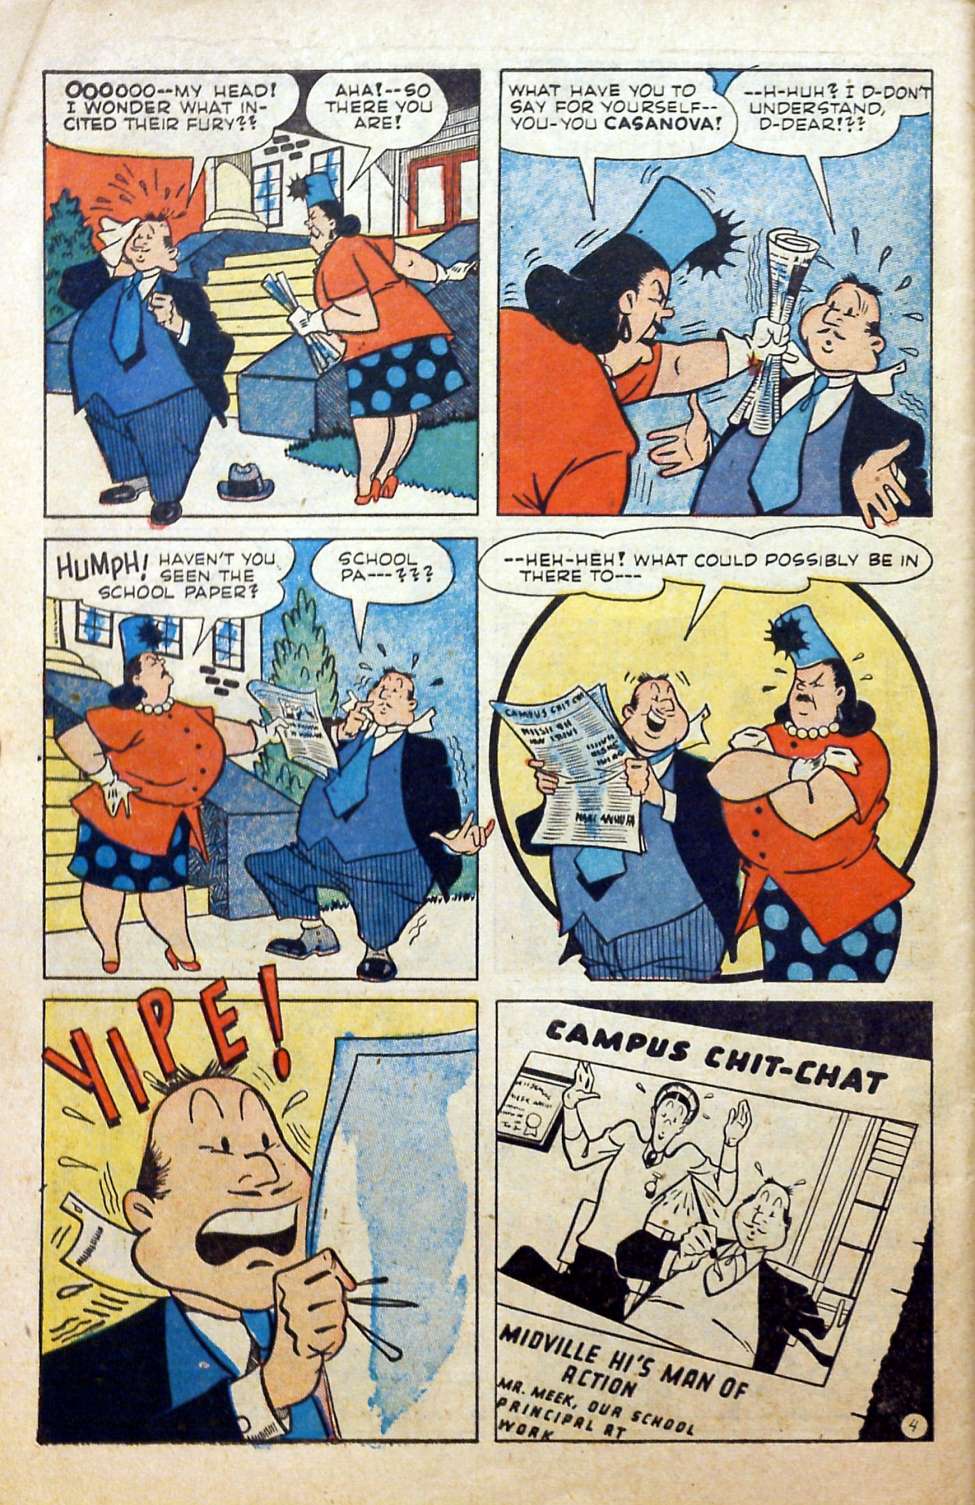 OOOOOO--MY HEAD!
I WONDER WHAT IN-
CITED THEIR FURY??
AHA!--SO
THERE YOU
ARE!
WHAT HAVE YOU TO
SAY FOR YOURSELF--
YOU-YOU CASANOVA!
--H-HUH? I D-DON'T
UNDERSTAND,
D-DEAR!??
HUMPH! HAVEN'T YOU
SEEN THE
SCHOOL PAPER?
SCHOOL
PA---???
--HEH-HEH! WHAT COULD POSSIBLY BE IN
THERE TO---
CAMPUS CHIT-CH
YIPE!
CAMPUS CHIT-CHAT
MIDVILLE HI'S MAN OF
ACTION
MR. MEEK, OUR SCHOOL
PRINCIPAL AT
WORK
4